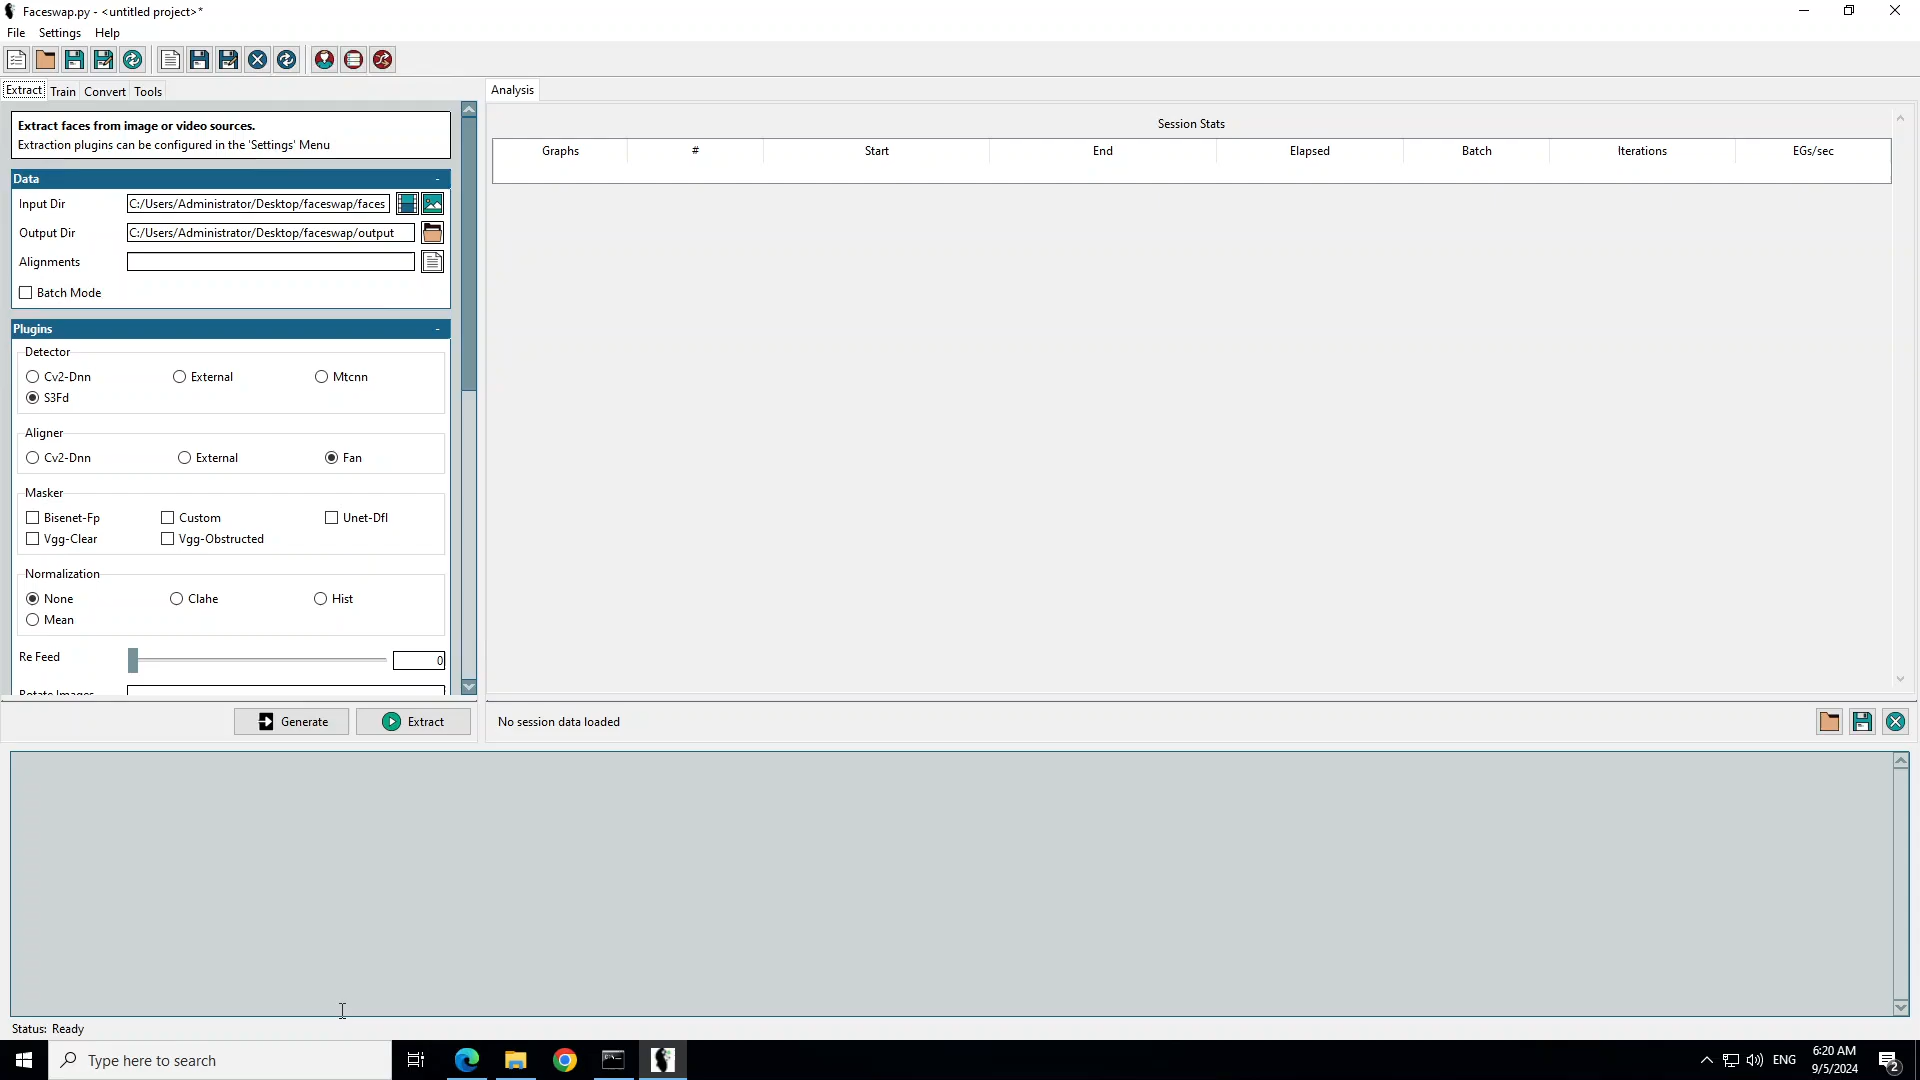 Faceswap.py - <untitled project>*
File Settings Help
Extract Train Convert Tools
Extract faces from image or video sources.
Extraction plugins can be configured in the 'Settings' Menu
Data -
Input Dir C:/Users/Administrator/Desktop/faceswap/faces
Output Dir C:/Users/Administrator/Desktop/faceswap/output
Alignments
Batch Mode
Plugins -
Detector
Cv2-Dnn External Mtcnn
S3Fd
Aligner
Cv2-Dnn External Fan
Masker
Bisenet-Fp Custom Unet-Dfl
Vgg-Clear Vgg-Obstructed
Normalization
None Clahe Hist
Mean
Re Feed 0
Rotate Images
Generate Extract
Analysis
Session Stats
Graphs # Start End Elapsed Batch Iterations EGs/sec
No session data loaded
Status: Ready
Type here to search
ENG
6:20 AM
9/5/2024
2